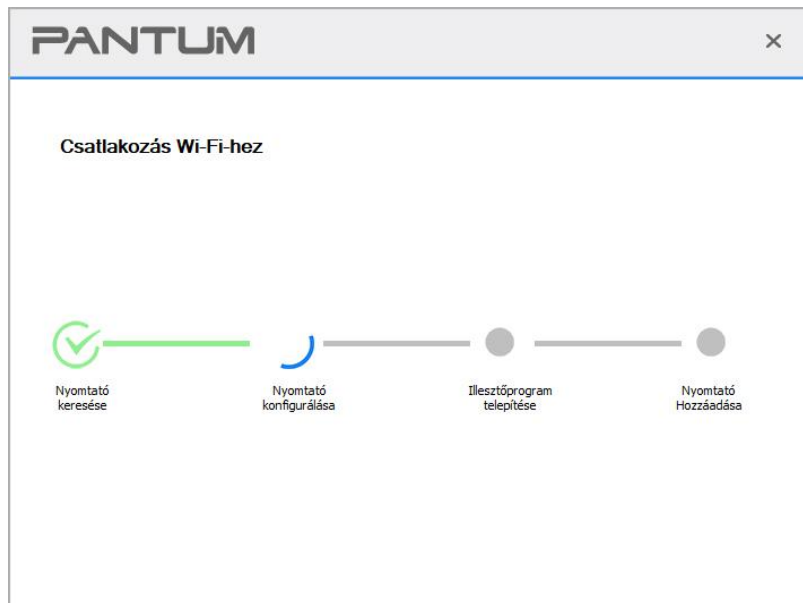 PANTUM
Csatlakozás Wi-Fi-hez
Nyomtató
keresése
Nyomtató
konfigurálása
Illesztőprogram
telepítése
Nyomtató
Hozzáadása